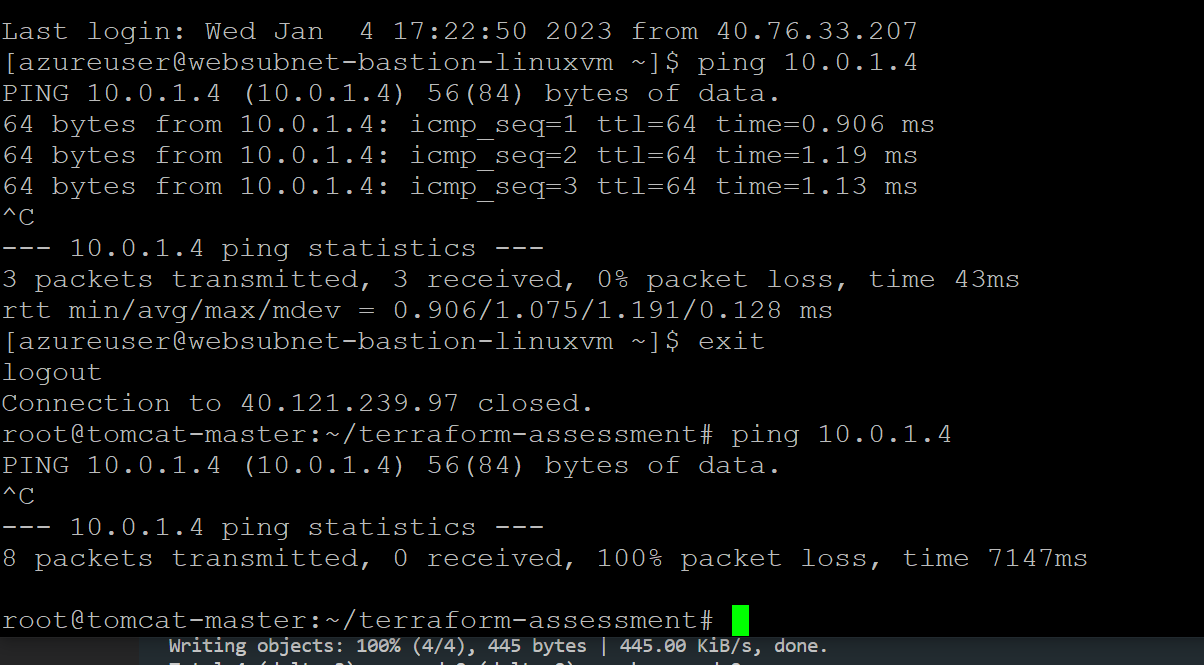 Last login: Wed Jan  4 17:22:50 2023 from 40.76.33.207
[azureuser@websubnet-bastion-linuxvm ~]$ ping 10.0.1.4
PING 10.0.1.4 (10.0.1.4) 56(84) bytes of data.
64 bytes from 10.0.1.4: icmp_seq=1 ttl=64 time=0.906 ms
64 bytes from 10.0.1.4: icmp_seq=2 ttl=64 time=1.19 ms
64 bytes from 10.0.1.4: icmp_seq=3 ttl=64 time=1.13 ms
^C
--- 10.0.1.4 ping statistics ---
3 packets transmitted, 3 received, 0% packet loss, time 43ms
rtt min/avg/max/mdev = 0.906/1.075/1.191/0.128 ms
[azureuser@websubnet-bastion-linuxvm ~]$ exit
logout
Connection to 40.121.239.97 closed.
root@tomcat-master:~/terraform-assessment# ping 10.0.1.4
PING 10.0.1.4 (10.0.1.4) 56(84) bytes of data.
^C
--- 10.0.1.4 ping statistics ---
8 packets transmitted, 0 received, 100% packet loss, time 7147ms
root@tomcat-master:~/terraform-assessment#
Writing objects: 100% (4/4), 445 bytes | 445.00 KiB/s, done.